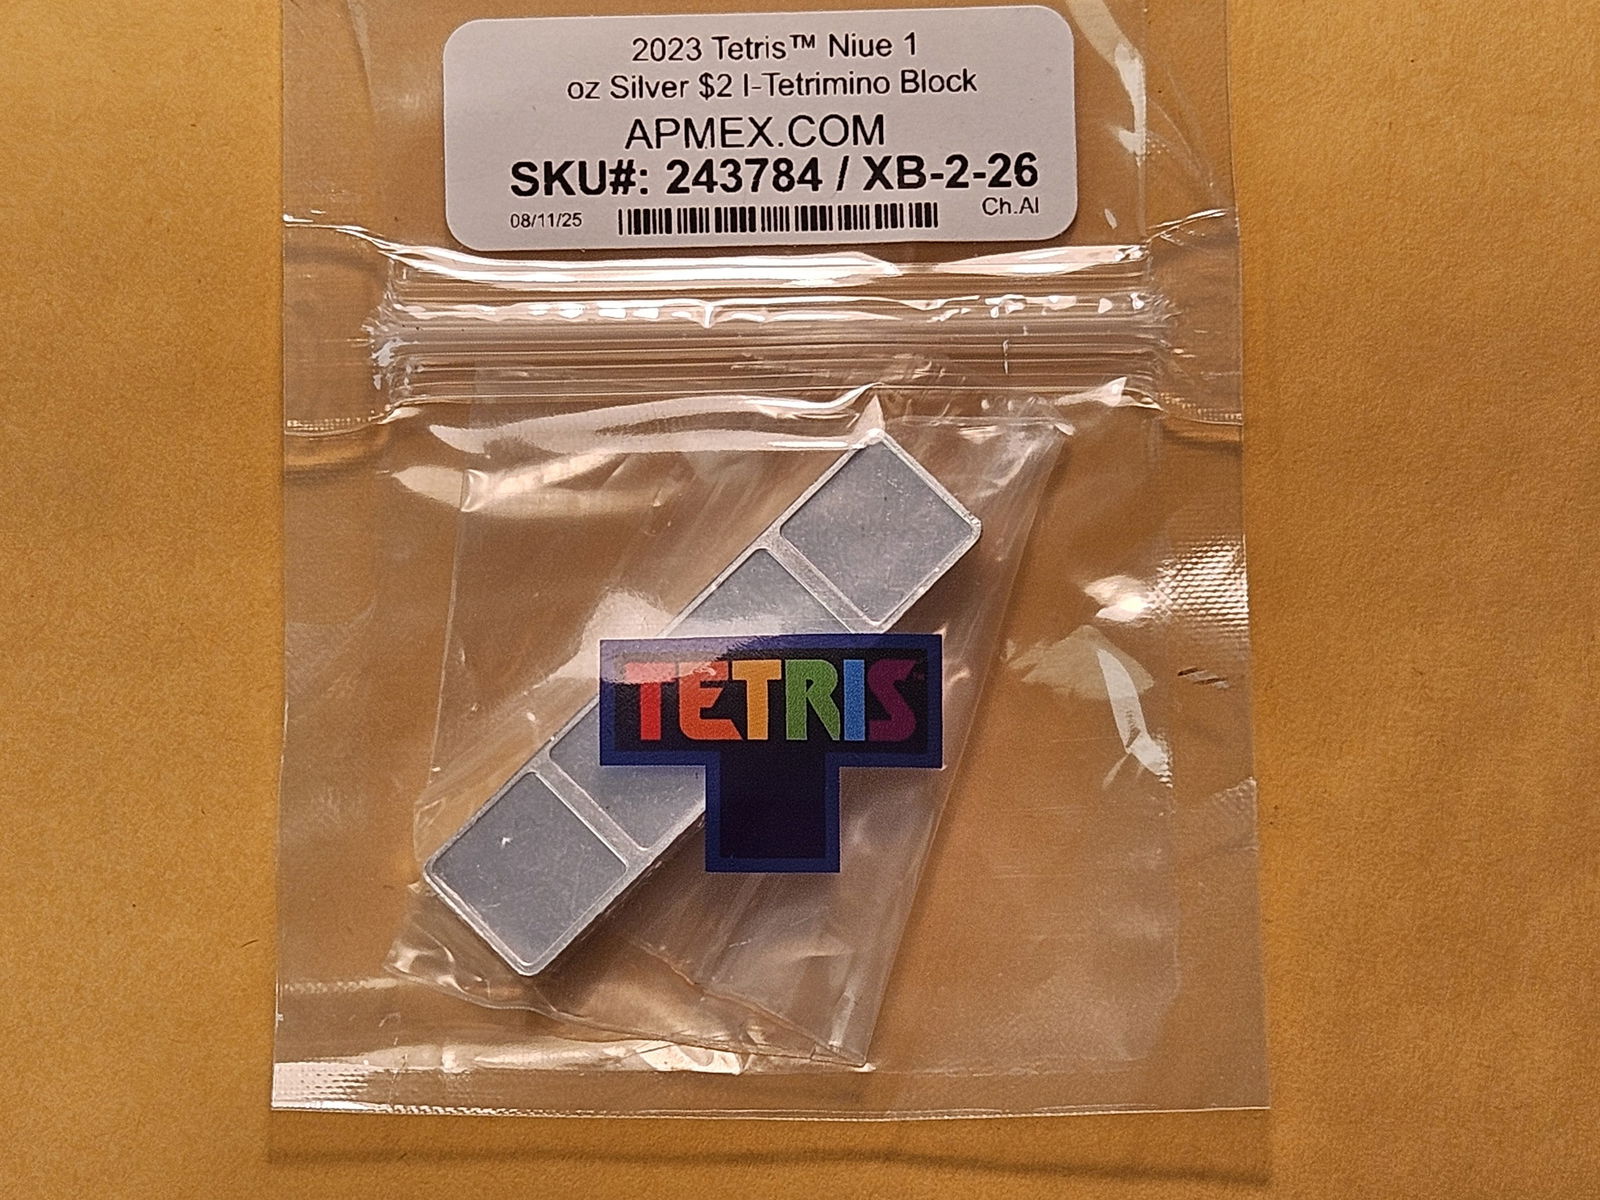 2023 Tetris™ Niue 1
oz Silver $2 I-Tetrimino Block
APMEX.COM
SKU#: 243784 / XB-2-26
08/11/25
Ch.Al
TETRIS™